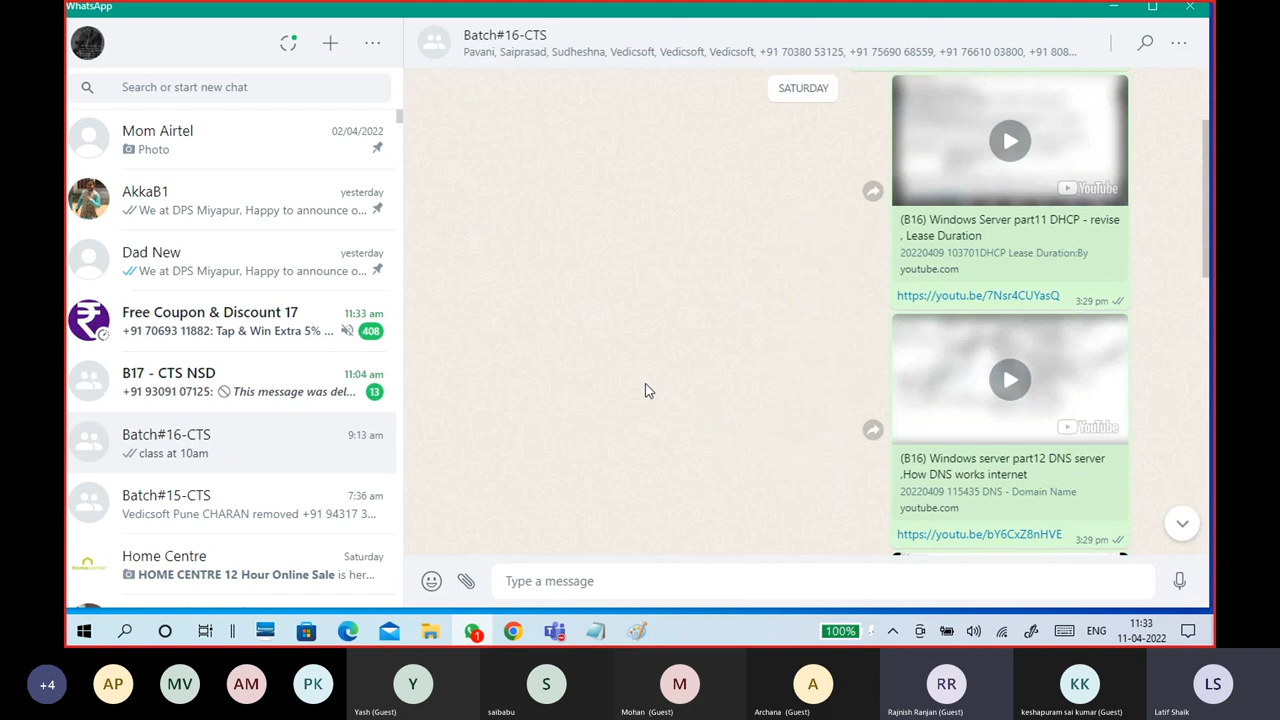 WhatsApp
Batch#16-CTS
Pavani, Saiprasad, Sudheshna, Vedicsoft, Vedicsoft, Vedicsoft, +91 70380 53125, +91 75690 68559, +91 76610 03800, +91 808...
Search or start new chat
Mom Airtel
02/04/2022
Photo
AkkaB1
yesterday
We at DPS Miyapur, Happy to announce o...
Dad New
yesterday
We at DPS Miyapur, Happy to announce o...
Free Coupon & Discount 17
11:33 am
+91 70693 11882: Tap & Win Extra 5% ...
408
B17 - CTS NSD
11:04 am
+91 93091 07125: This message was del...
13
Batch#16-CTS
9:13 am
class at 10am
Batch#15-CTS
7:36 am
Vedicsoft Pune CHARAN removed +91 94317 3...
Home Centre
Saturday
HOME CENTRE 12 Hour Online Sale is her...
homecentre
SATURDAY
YouTube
(B16) Windows Server part11 DHCP - revise
, Lease Duration
20220409 103701DHCP Lease Duration:By
youtube.com
https://youtu.be/7Nsr4CUYasQ
3:29 pm
YouTube
(B16) Windows server part12 DNS server
,How DNS works internet
20220409 115435 DNS - Domain Name
youtube.com
https://youtu.be/bY6CxZ8nHVE
3:29 pm
Type a message
1
100%
ENG
11:33
11-04-2022
+4
AP
MV
AM
PK
Y
Yash (Guest)
S
saibabu
M
Mohan (Guest)
A
Archana (Guest)
RR
Rajnish Ranjan (Guest)
KK
keshapuram sai kumar (Guest)
LS
Latif Shaik